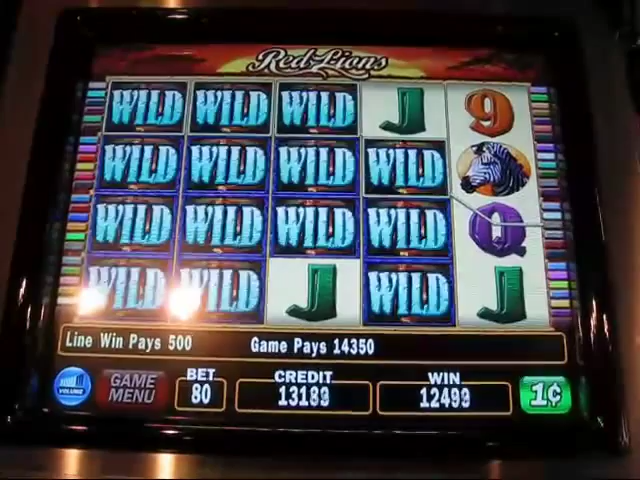 Red Lions
WILD WILD WILD J 9
WILD WILD WILD WILD
WILD WILD WILD WILD Q
WILD WILD J WILD J
Line Win Pays 500 Game Pays 14350
VOLUME GAME MENU BET 80 CREDIT 13189 WIN 12499 1¢